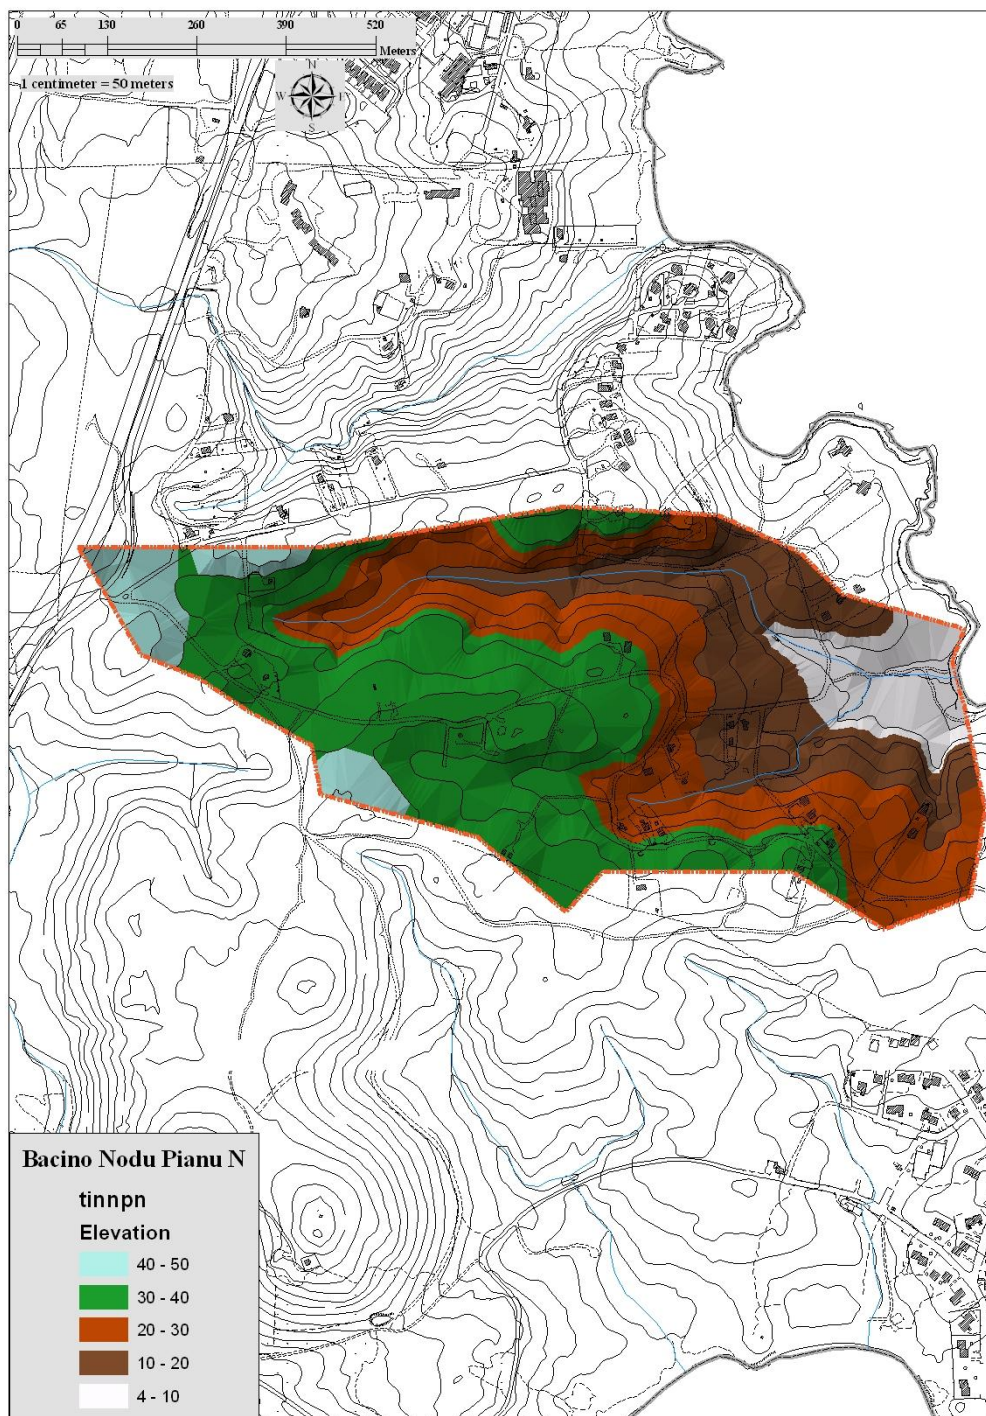 0 65 130 260 390 520
Meters
1 centimeter = 50 meters
N
W E
S
Bacino Nodu Pianu N
tinnpn
Elevation
40 - 50
30 - 40
20 - 30
10 - 20
4 - 10